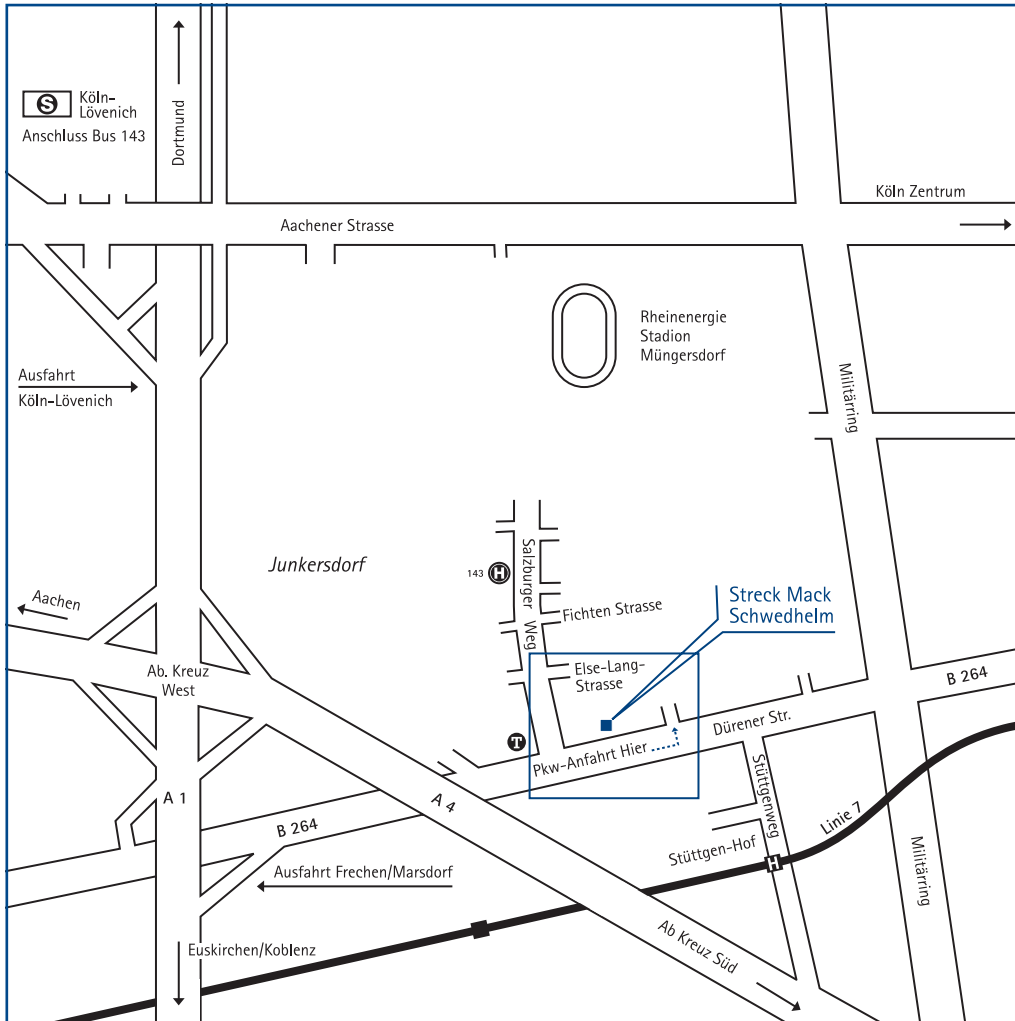 S
Köln-
Lövenich
Anschluss Bus 143
Dortmund
Köln Zentrum
Aachener Strasse
Rheinenergie
Stadion
Müngersdorf
Ausfahrt
Köln-Lövenich
Militärring
Junkersdorf
143 H
Salzburger Weg
Fichten Strasse
Streck Mack
Schwedhelm
Aachen
Ab. Kreuz
West
Else-Lang-
Strasse
B 264
Dürener Str.
T
Pkw-Anfahrt Hier
A 1
A 4
Stüttgenweg
B 264
Linie 7
Stüttgen-Hof
H
Ausfahrt Frechen/Marsdorf
Militärring
Euskirchen/Koblenz
Ab Kreuz Süd